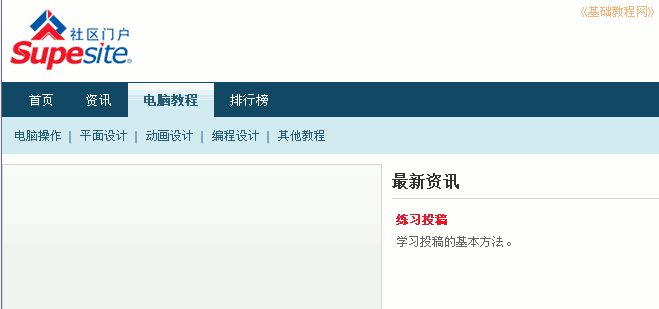 《基础教程网》
社区门户
Supesite®
首页 资讯 电脑教程 排行榜
电脑操作 | 平面设计 | 动画设计 | 编程设计 | 其他教程
最新资讯
练习投稿
学习投稿的基本方法。